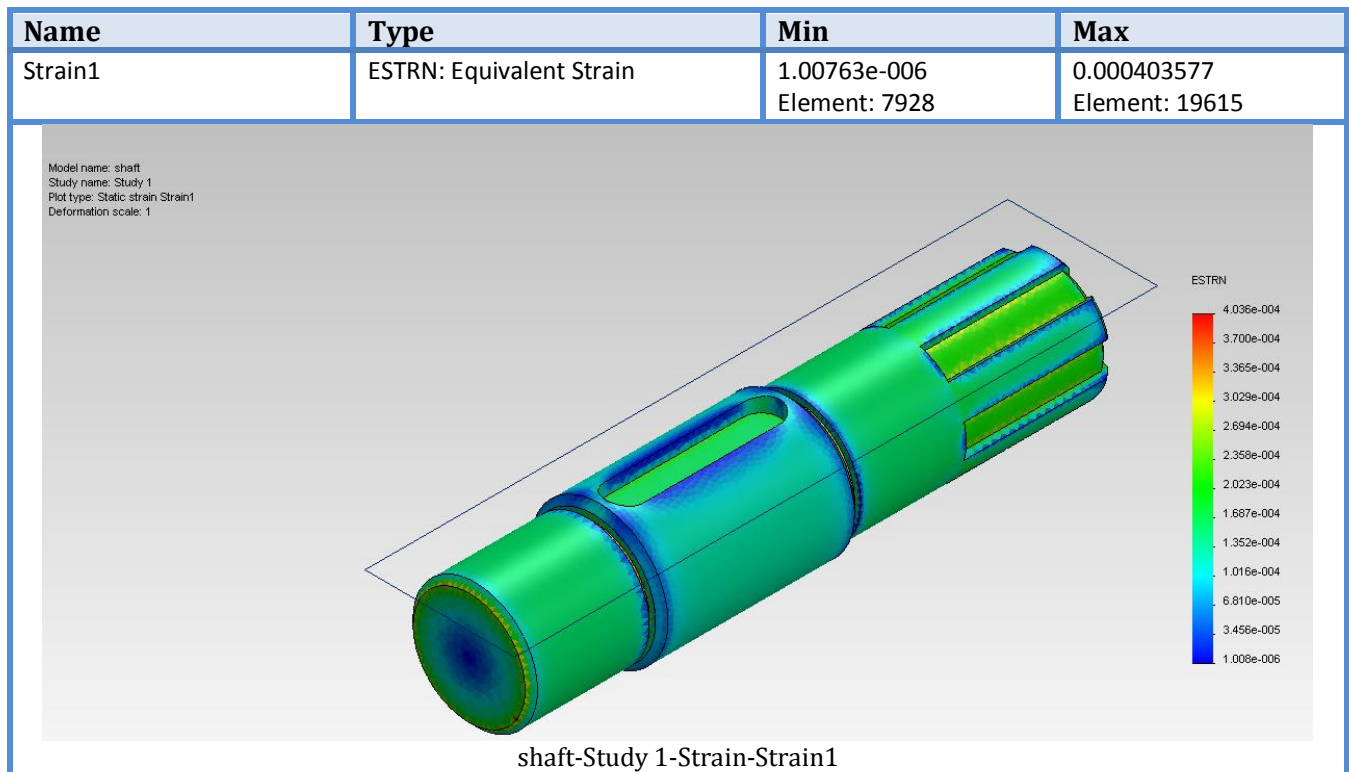 Name Type Min Max
Strain1 ESTRN: Equivalent Strain 1.00763e-006 0.000403577
Element: 7928 Element: 19615
Model name: shaft
Study name: Study 1
Plot type: Static strain Strain1
Deformation scale: 1
ESTRN
4.036e-004
3.700e-004
3.365e-004
3.029e-004
2.694e-004
2.358e-004
2.023e-004
1.687e-004
1.352e-004
1.016e-004
6.810e-005
3.456e-005
1.008e-006
shaft-Study 1-Strain-Strain1